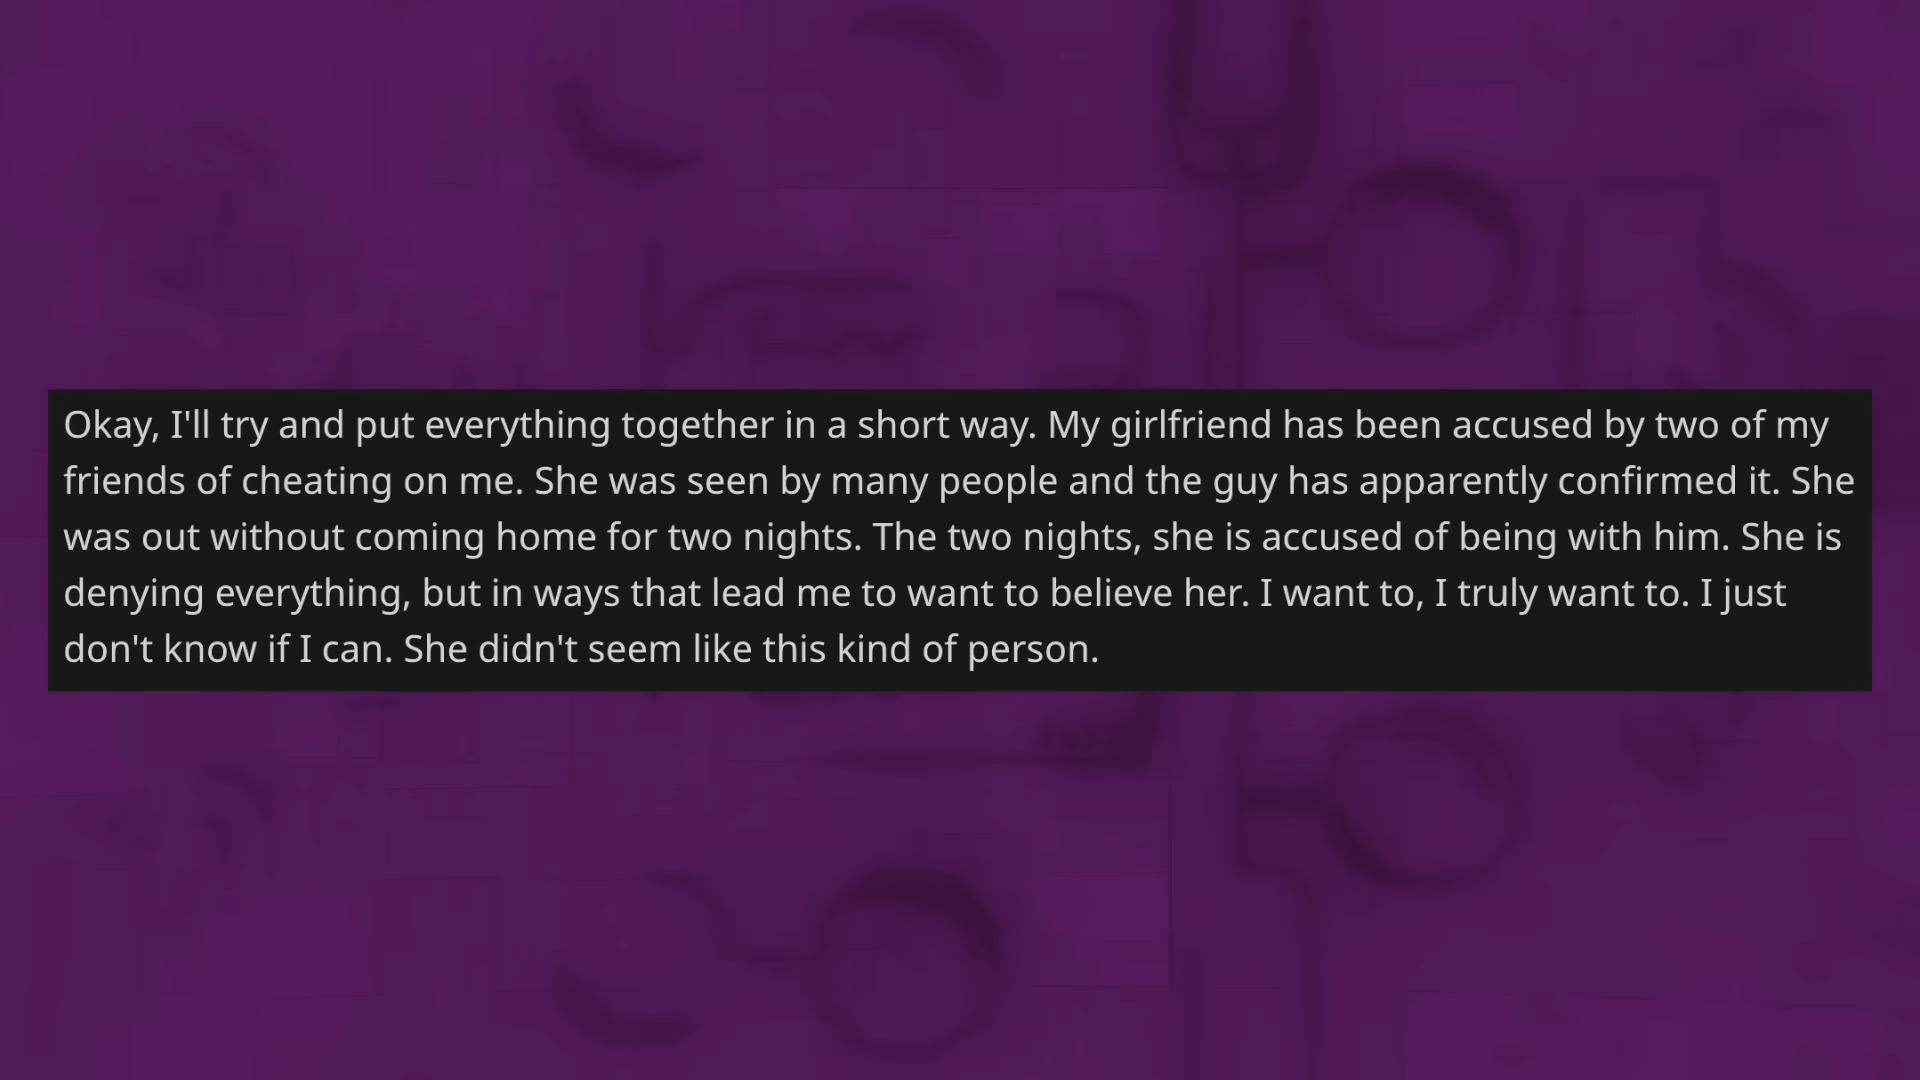 Okay, I'll try and put everything together in a short way. My girlfriend has been accused by two of my
friends of cheating on me. She was seen by many people and the guy has apparently confirmed it. She
was out without coming home for two nights. The two nights, she is accused of being with him. She is
denying everything, but in ways that lead me to want to believe her. I want to, I truly want to. I just
don't know if I can. She didn't seem like this kind of person.